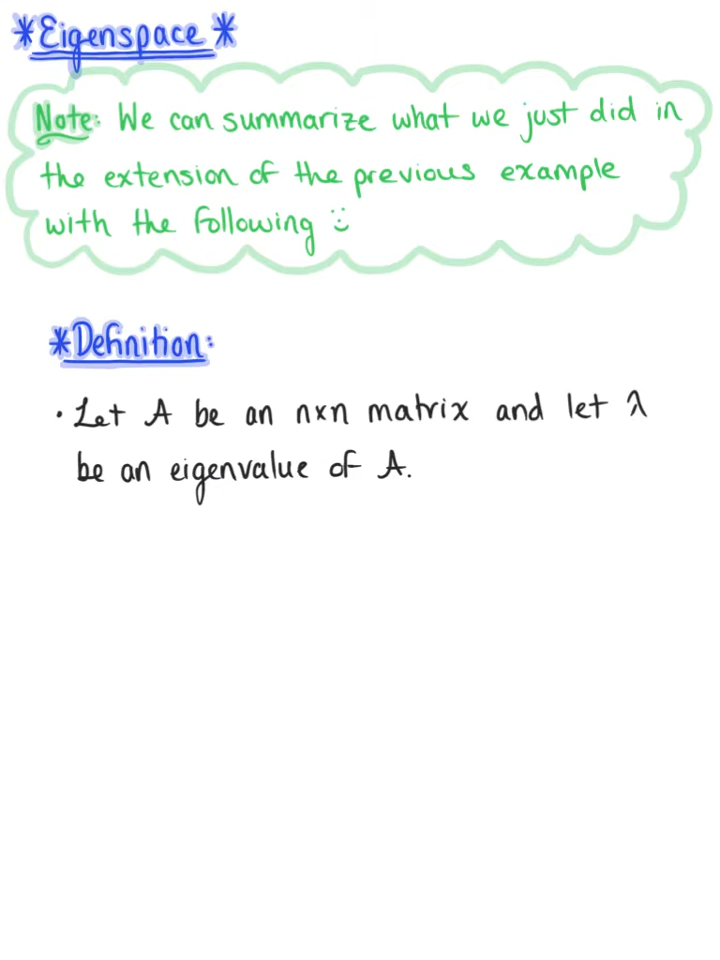 *Eigenspace*
Note: We can summarize what we just did in
the extension of the previous example
with the following :)
*Definition:
• Let A be an n×n matrix and let λ
be an eigenvalue of A.